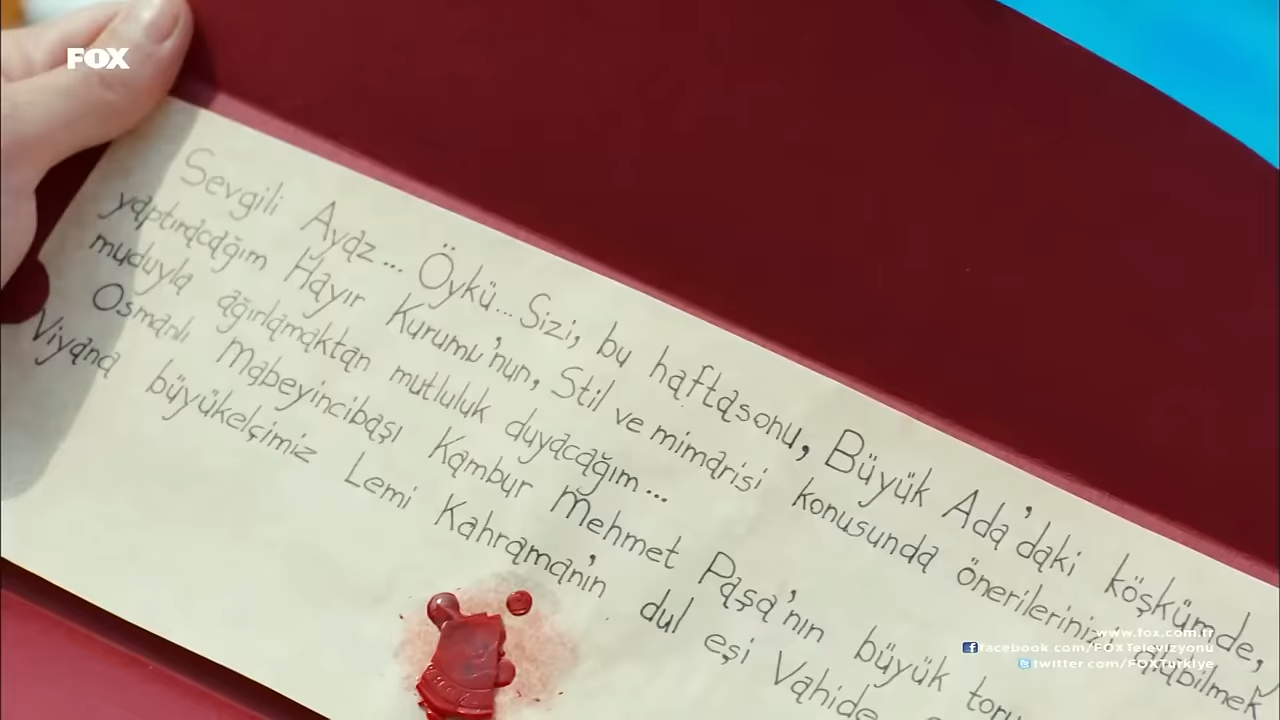 FOX
Sevgili Ayaz... Öykü... Sizi, bu haftasonu, Büyük Ada'daki köşkümde,
yaptıracağım Hayır Kurumu'nun, Stil ve mimarisi konusunda önerilerinizi alabilmek
muduyla ağırlamaktan mutluluk duyacağım...
Osmanlı Mabeyincibaşı Kambur Mehmet Paşa'nın büyük toru
Viyana büyükelçimiz Lemi Kahraman'ın dul eşi Vahide
www.fox.com.tr
facebook.com/FOXTelevizyonu
twitter.com/FOXTurkiye